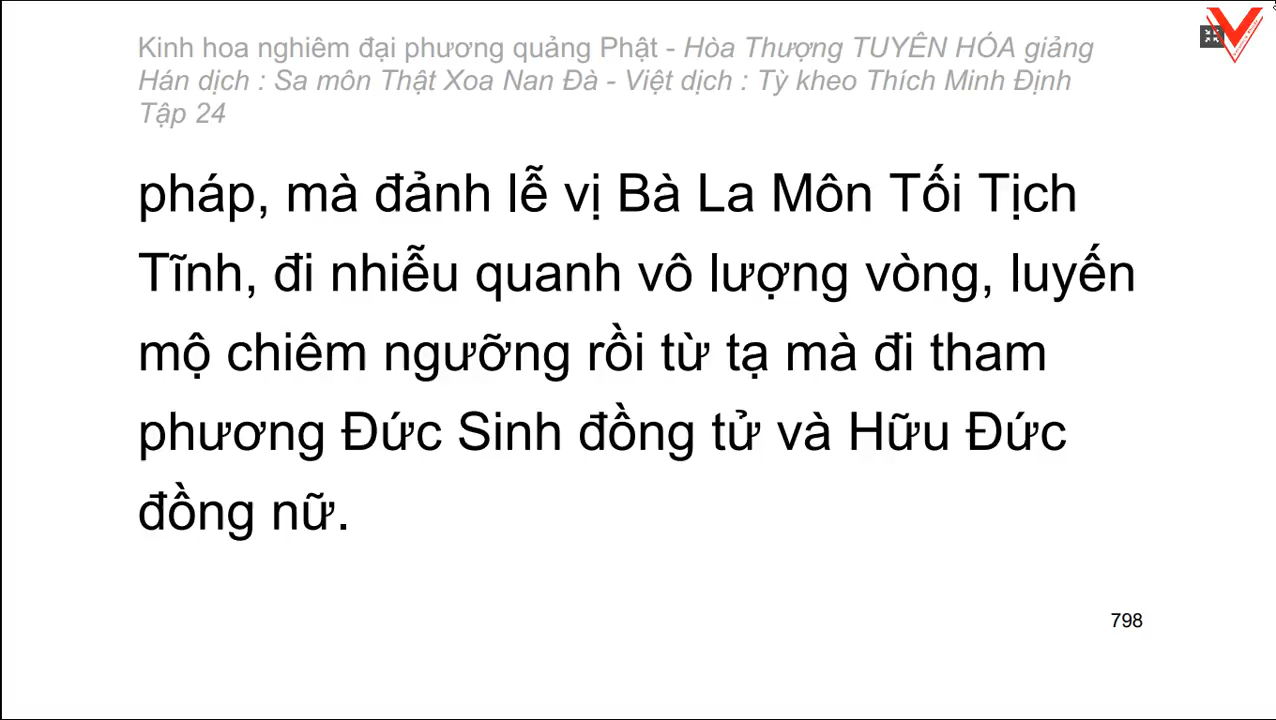 Kinh hoa nghiêm đại phương quảng Phật - Hòa Thượng TUYÊN HÓA giảng
Hán dịch : Sa môn Thật Xoa Nan Đà - Việt dịch : Tỳ kheo Thích Minh Định
Tập 24
pháp, mà đảnh lễ vị Bà La Môn Tối Tịch
Tĩnh, đi nhiễu quanh vô lượng vòng, luyến
mộ chiêm ngưỡng rồi từ tạ mà đi tham
phương Đức Sinh đồng tử và Hữu Đức
đồng nữ.
798